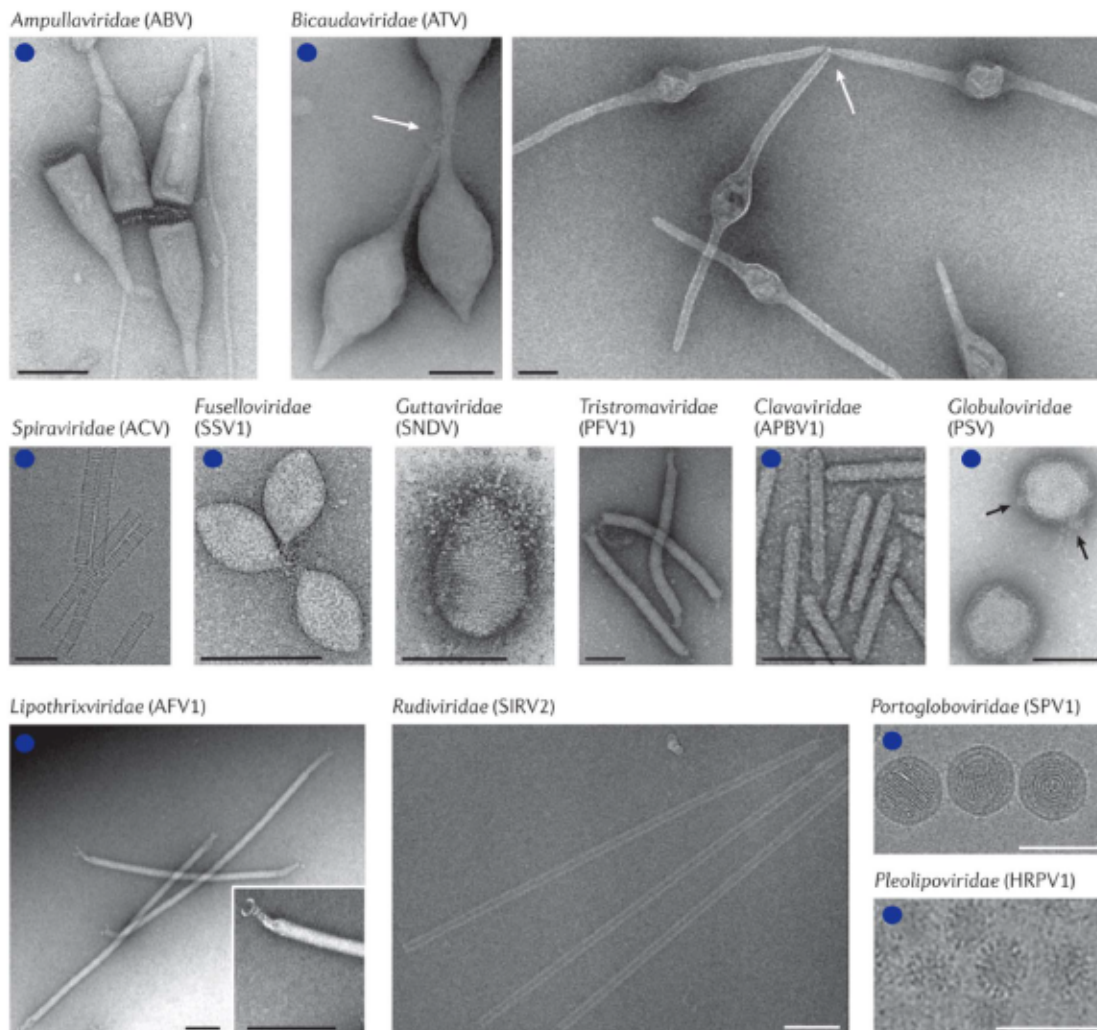 Ampullaviridae (ABV)
Bicaudaviridae (ATV)
Spiraviridae (ACV)
Fuselloviridae
(SSV1)
Guttaviridae
(SNDV)
Tristromaviridae
(PFV1)
Clavaviridae
(APBV1)
Globuloviridae
(PSV)
Lipothrixviridae (AFV1)
Rudiviridae (SIRV2)
Portogloboviridae (SPV1)
Pleolipoviridae (HRPV1)